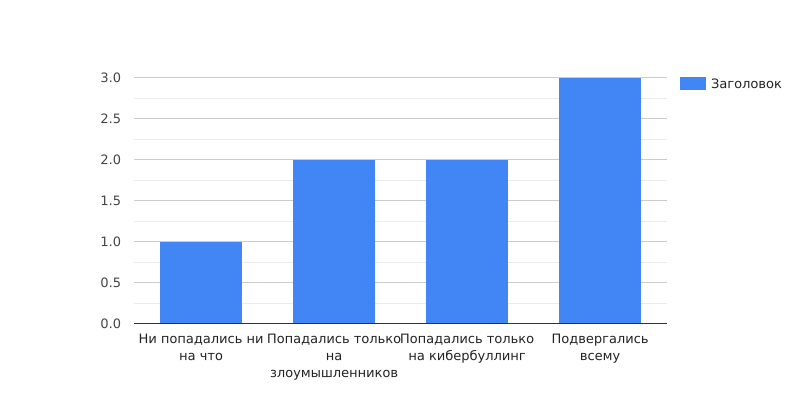 3.0
Заголовок
2.5
2.0
1.5
1.0
0.5
0.0
Ни попадались ни
на что
Попадались только
на
злоумышленников
Попадались только
на кибербуллинг
Подвергались
всему